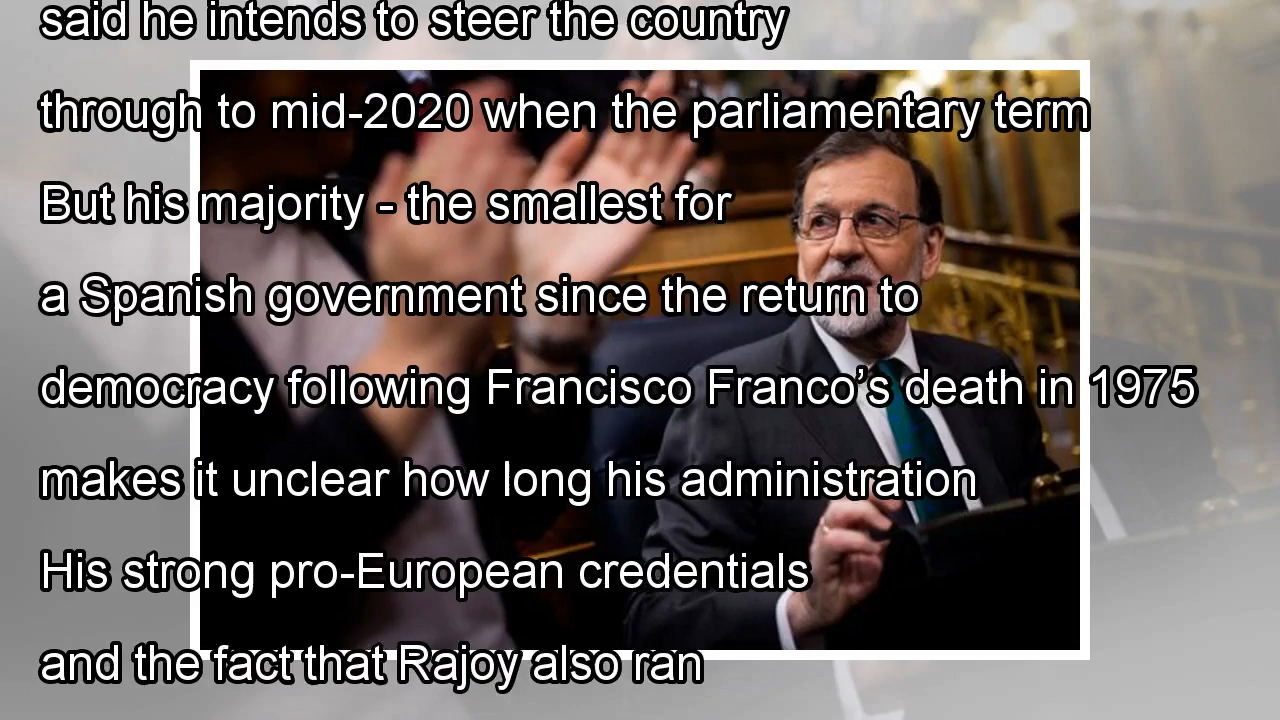 said he intends to steer the country
through to mid-2020 when the parliamentary term
But his majority - the smallest for
a Spanish government since the return to
democracy following Francisco Franco’s death in 1975
makes it unclear how long his administration
His strong pro-European credentials
and the fact that Rajoy also ran